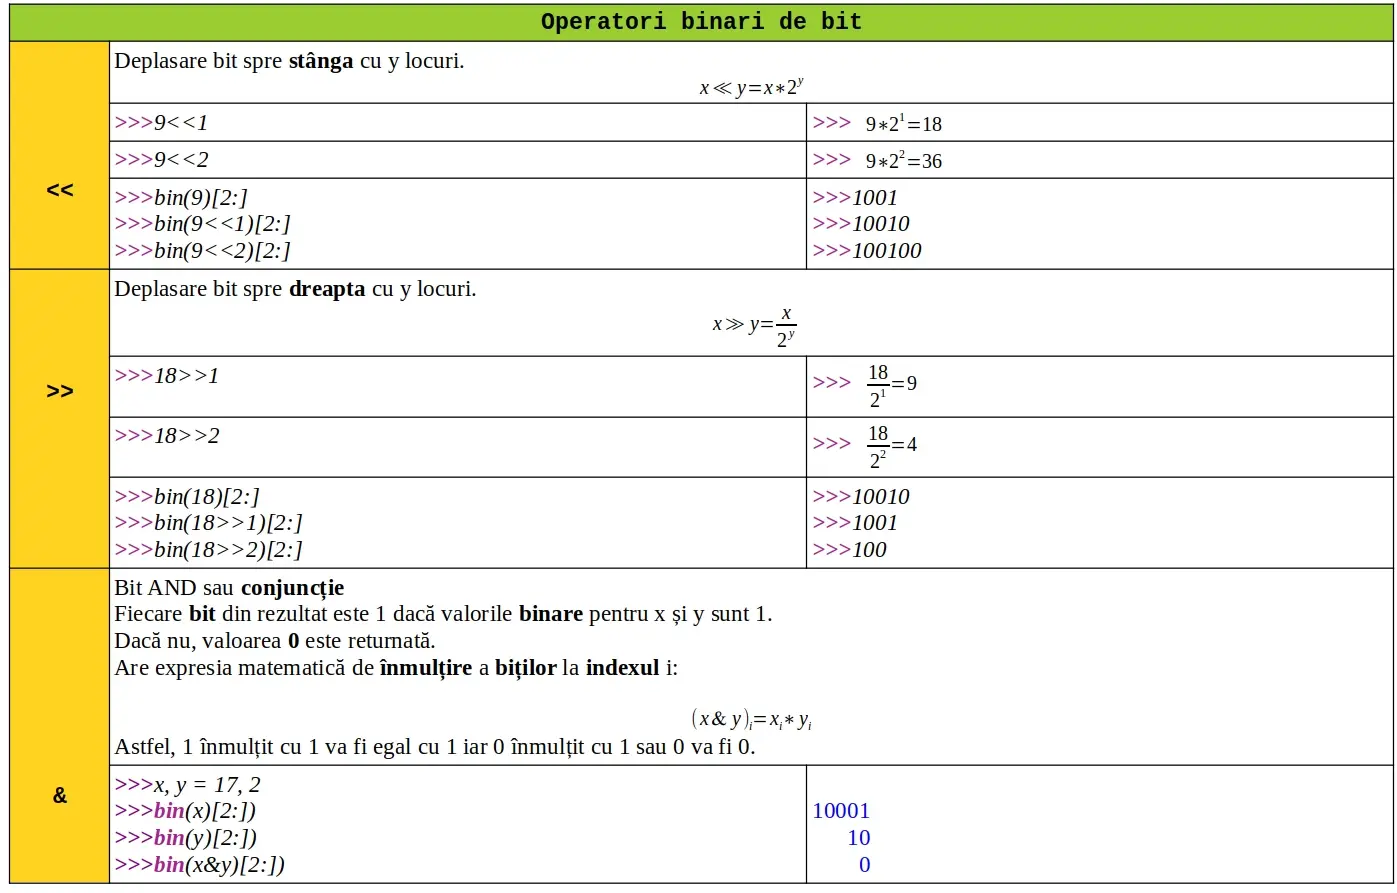 Operatori binari de bit
<<
Deplasare bit spre stânga cu y locuri.
x ≪ y = x∗2^y
>>>9<<1
>>> 9∗2^1=18
>>>9<<2
>>> 9∗2^2=36
>>>bin(9)[2:]
>>>bin(9<<1)[2:]
>>>bin(9<<2)[2:]
>>>1001
>>>10010
>>>100100
>>
Deplasare bit spre dreapta cu y locuri.
x ≫ y = x/2^y
>>>18>>1
>>> 18/2^1=9
>>>18>>2
>>> 18/2^2=4
>>>bin(18)[2:]
>>>bin(18>>1)[2:]
>>>bin(18>>2)[2:]
>>>10010
>>>1001
>>>100
&
Bit AND sau conjuncție
Fiecare bit din rezultat este 1 dacă valorile binare pentru x și y sunt 1.
Dacă nu, valoarea 0 este returnată.
Are expresia matematică de înmulțire a biților la indexul i:
(x & y)_i = x_i ∗ y_i
Astfel, 1 înmulțit cu 1 va fi egal cu 1 iar 0 înmulțit cu 1 sau 0 va fi 0.
>>>x, y = 17, 2
>>>bin(x)[2:])
>>>bin(y)[2:])
>>>bin(x&y)[2:])
10001
10
0